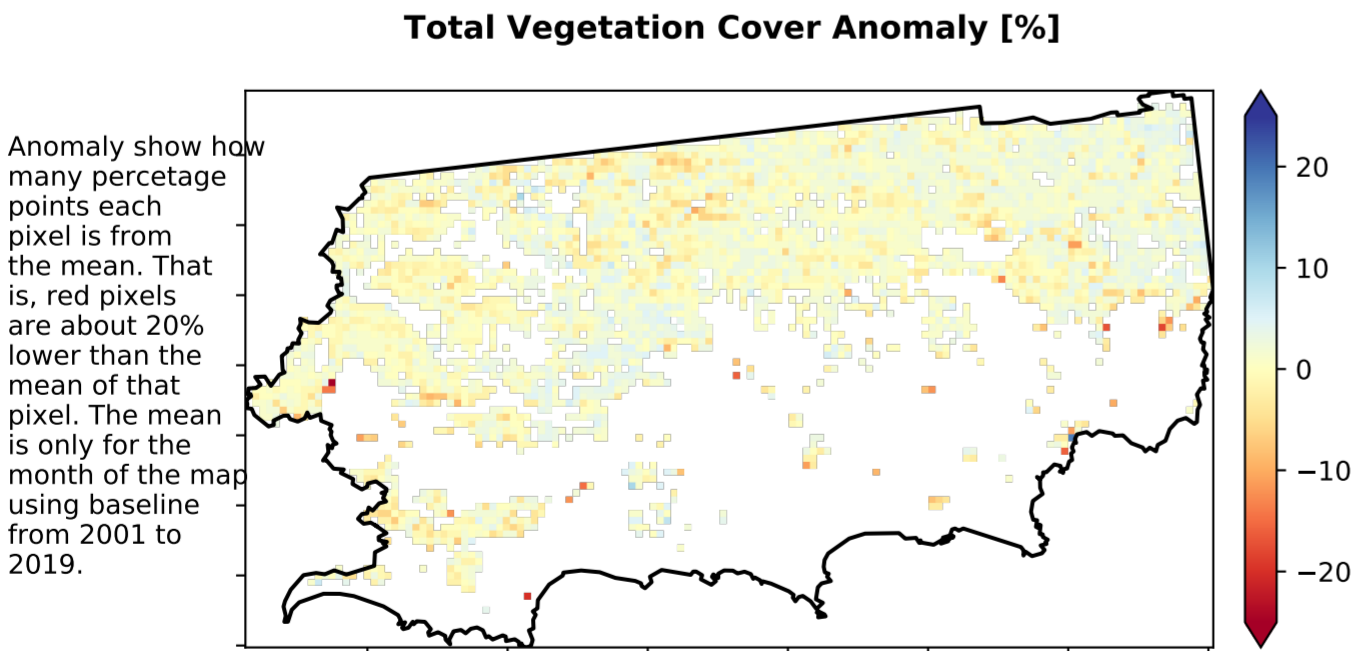 Total Vegetation Cover Anomaly [%]
Anomaly show how
many percetage
points each
pixel is from
the mean. That
is, red pixels
are about 20%
lower than the
mean of that
pixel. The mean
is only for the
month of the map
using baseline
from 2001 to
2019.
20
10
0
−10
−20